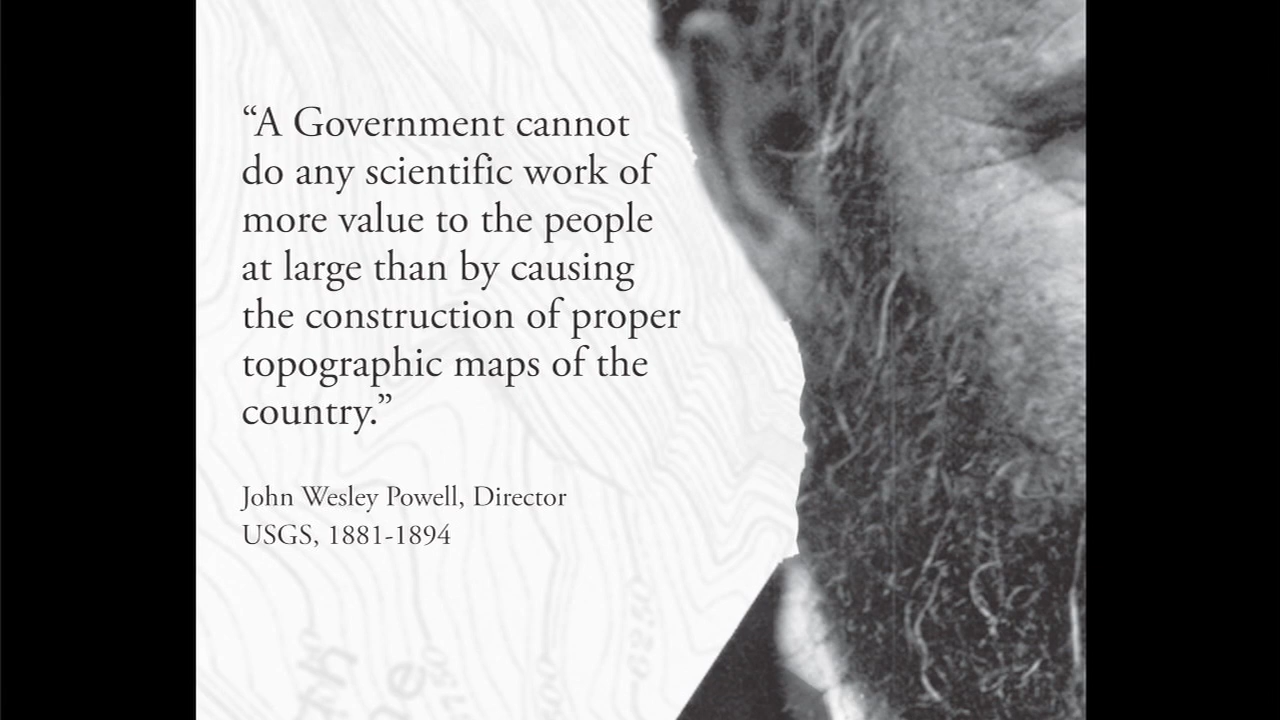 “A Government cannot
do any scientific work of
more value to the people
at large than by causing
the construction of proper
topographic maps of the
country.”
John Wesley Powell, Director
USGS, 1881-1894